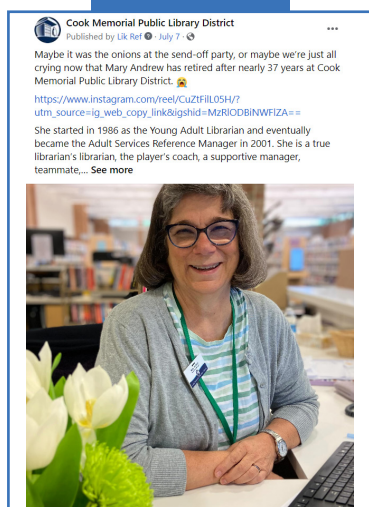 Cook Memorial Public Library District
Published by Lik Ref · July 7 ·
Maybe it was the onions at the send-off party, or maybe we're just all
crying now that Mary Andrew has retired after nearly 37 years at Cook
Memorial Public Library District. 😭
https://www.instagram.com/reel/CuZtFilL05H/?
utm_source=ig_web_copy_link&igshid=MzRlODBiNWFlZA==
She started in 1986 as the Young Adult Librarian and eventually
became the Adult Services Reference Manager in 2001. She is a true
librarian's librarian, the player's coach, a supportive manager,
teammate,... See more